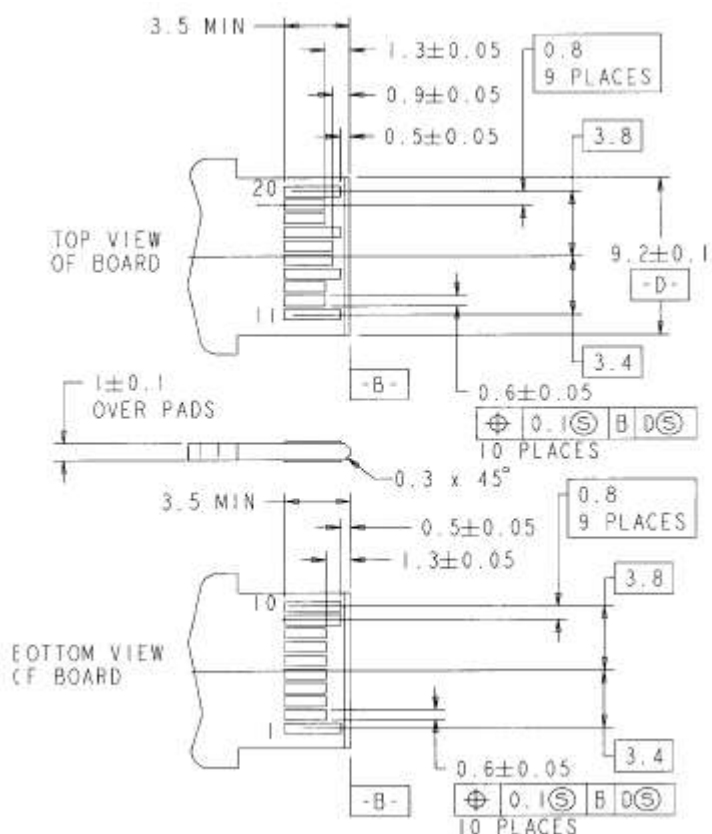 3.5 MIN
1.3±0.05
0.8
9 PLACES
0.9±0.05
0.5±0.05
3.8
20
TOP VIEW
OF BOARD
9.2±0.1
-D-
11
3.4
-B-
1±0.1
OVER PADS
0.6±0.05
⌖ 0.1Ⓢ B DⓈ
10 PLACES
0.3 x 45°
3.5 MIN
0.8
9 PLACES
0.5±0.05
1.3±0.05
3.8
10
BOTTOM VIEW
OF BOARD
1
3.4
0.6±0.05
-B-
⌖ 0.1Ⓢ B DⓈ
10 PLACES